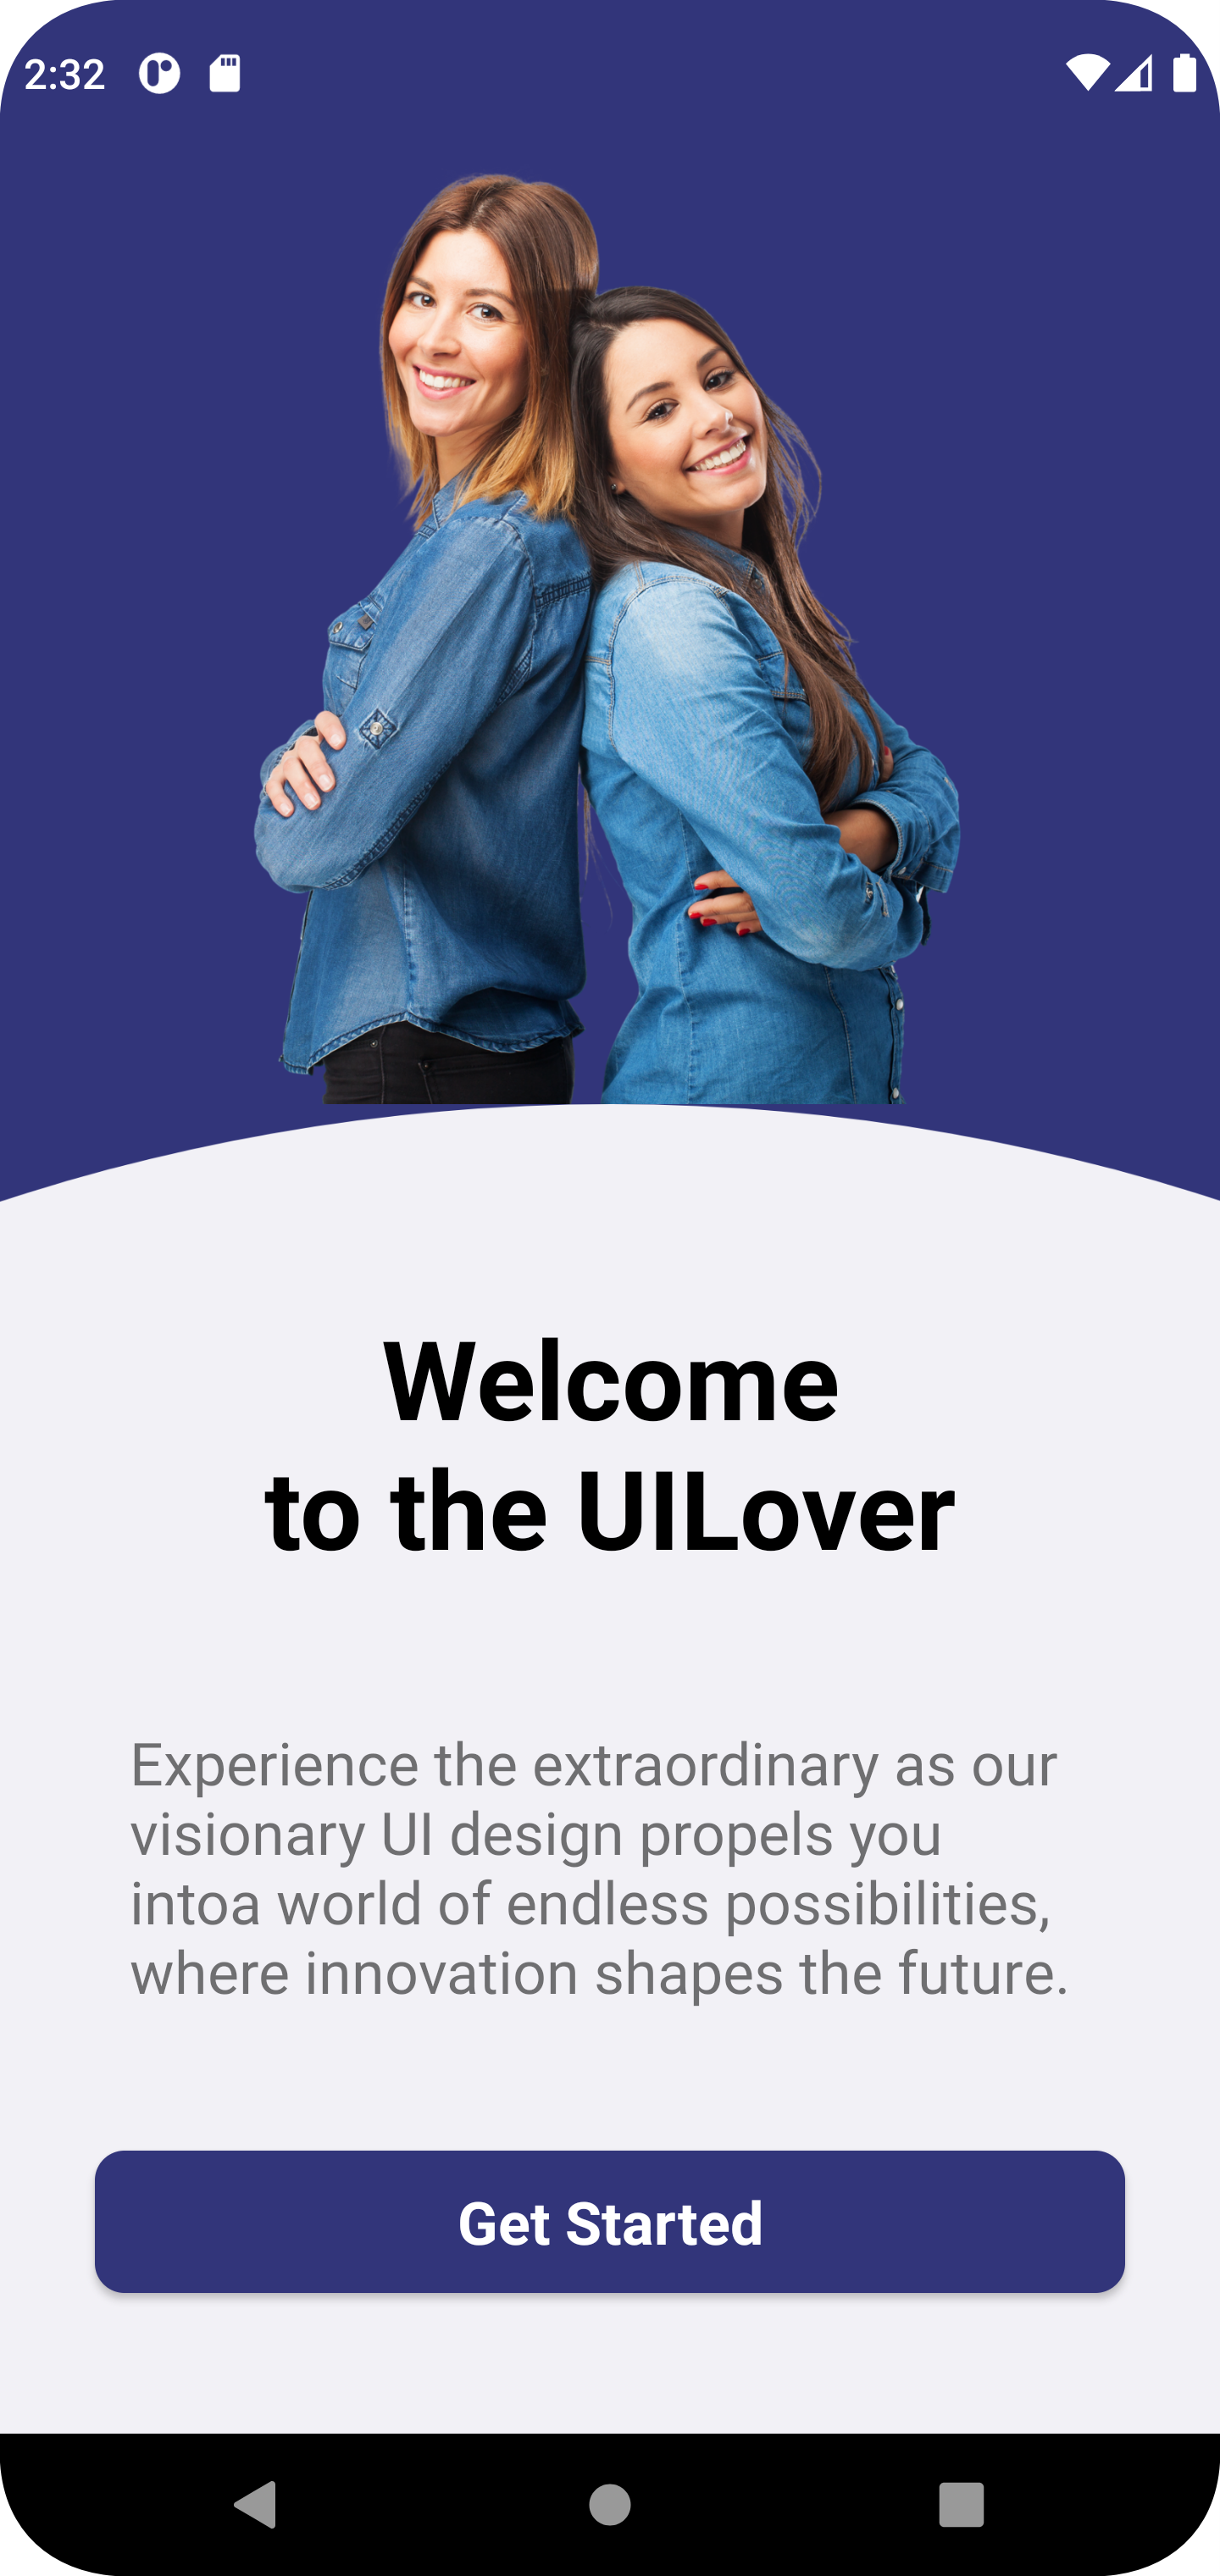 2:32
Welcome
to the UILover
Experience the extraordinary as our
visionary UI design propels you
intoa world of endless possibilities,
where innovation shapes the future.
Get Started